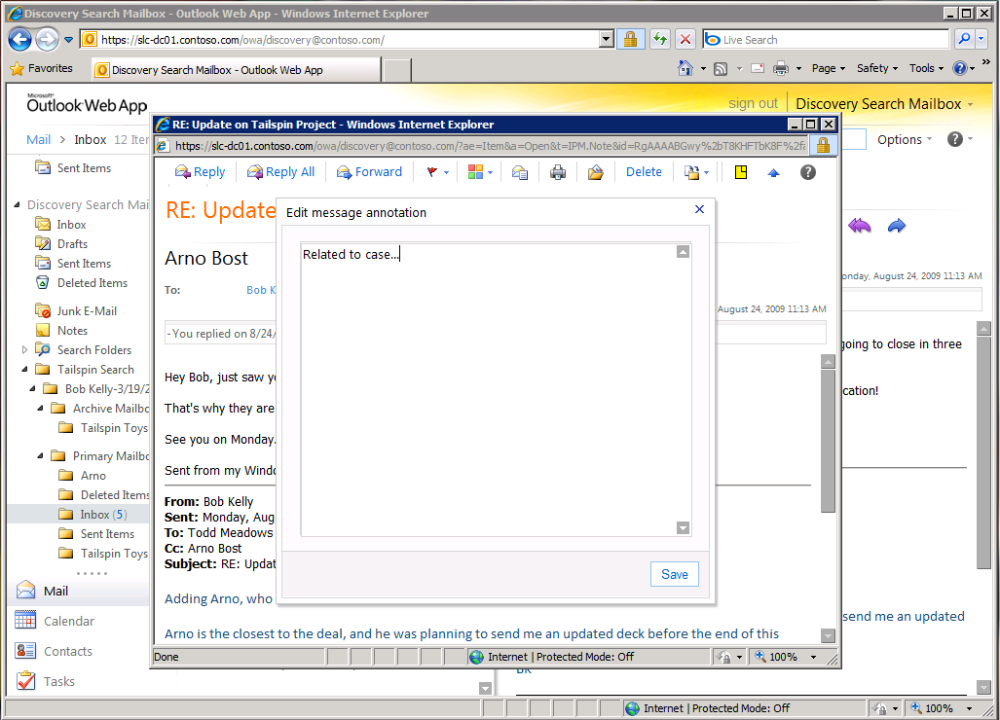 Discovery Search Mailbox - Outlook Web App - Windows Internet Explorer
https://slc-dc01.contoso.com/owa/discovery@contoso.com/
Live Search
Favorites
Discovery Search Mailbox - Outlook Web App
Page
Safety
Tools
Microsoft
Outlook Web App
sign out
Discovery Search Mailbox
Mail > Inbox 12
Options
Sent Items
Discovery Search Mai
Inbox
Drafts
Sent Items
Deleted Items
Junk E-Mail
Notes
Search Folders
Tailspin Search
Bob Kelly-3/19/2
Archive Mailbo
Tailspin Toys
Primary Mailbo
Arno
Deleted Items
Inbox (5)
Sent Items
Tailspin Toys
Mail
Calendar
Contacts
Tasks
RE: Update on Tailspin Project - Windows Internet Explorer
https://slc-dc01.contoso.com/owa/discovery@contoso.com/?ae=Item&a=Open&t=IPM.Note&id=RgAAAABGwy%2bT8KHFTbK8F%2f
Reply
Reply All
Forward
Delete
RE: Update
Arno Bost
To:
Bob K
August 24, 2009 11:13 AM
- You replied on 8/24/
Hey Bob, just saw yo
That's why they are
See you on Monday.
Sent from my Windo
From: Bob Kelly
Sent: Monday, Aug
To: Todd Meadows
Cc: Arno Bost
Subject: RE: Updat
Adding Arno, who
Arno is the closest to the deal, and he was planning to send me an updated deck before the end of this
Done
Internet | Protected Mode: Off
100%
Edit message annotation
Related to case...
Save
onday, August 24, 2009 11:13 AM
going to close in three
cation!
send me an updated
BK
Internet | Protected Mode: Off
100%